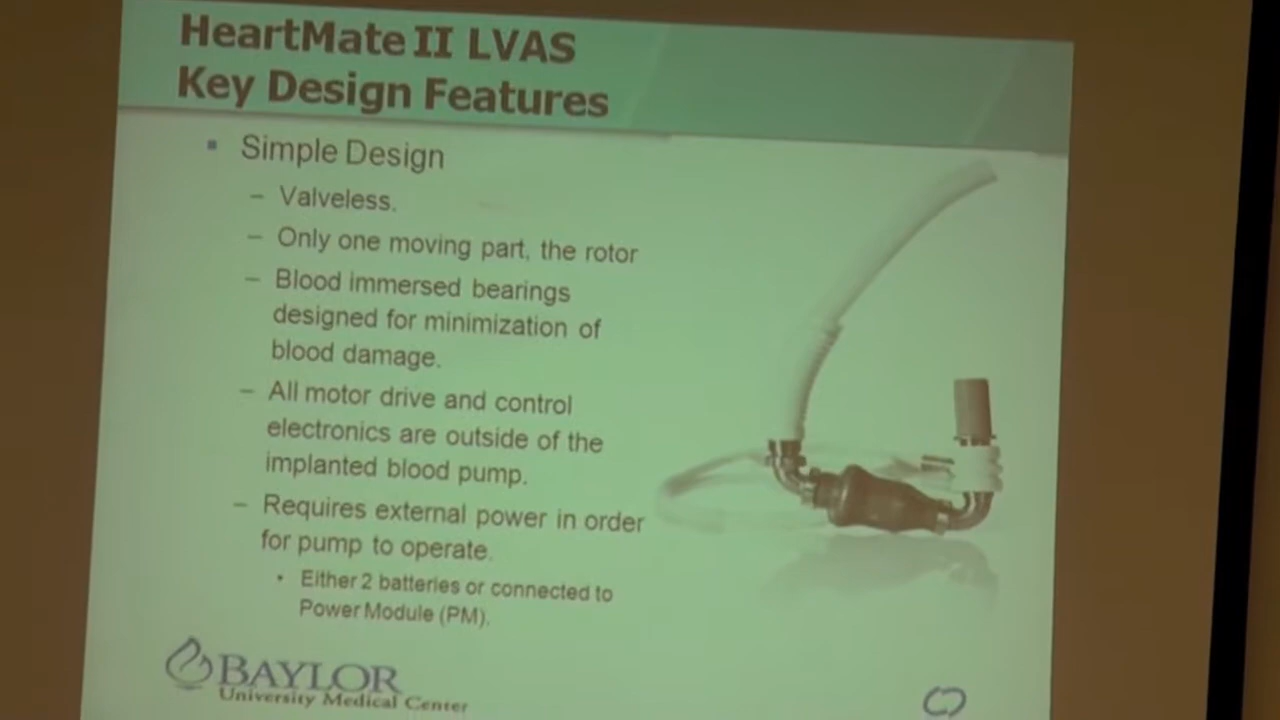 HeartMate II LVAS
Key Design Features
▪ Simple Design
– Valveless.
– Only one moving part, the rotor
– Blood immersed bearings
designed for minimization of
blood damage.
– All motor drive and control
electronics are outside of the
implanted blood pump.
– Requires external power in order
for pump to operate.
• Either 2 batteries or connected to
Power Module (PM).
BAYLOR
University Medical Center